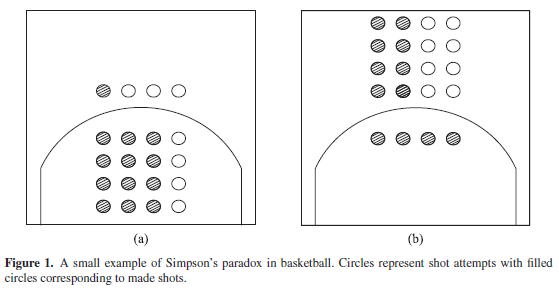 (a)
(b)
Figure 1. A small example of Simpson's paradox in basketball. Circles represent shot attempts with filled
circles corresponding to made shots.